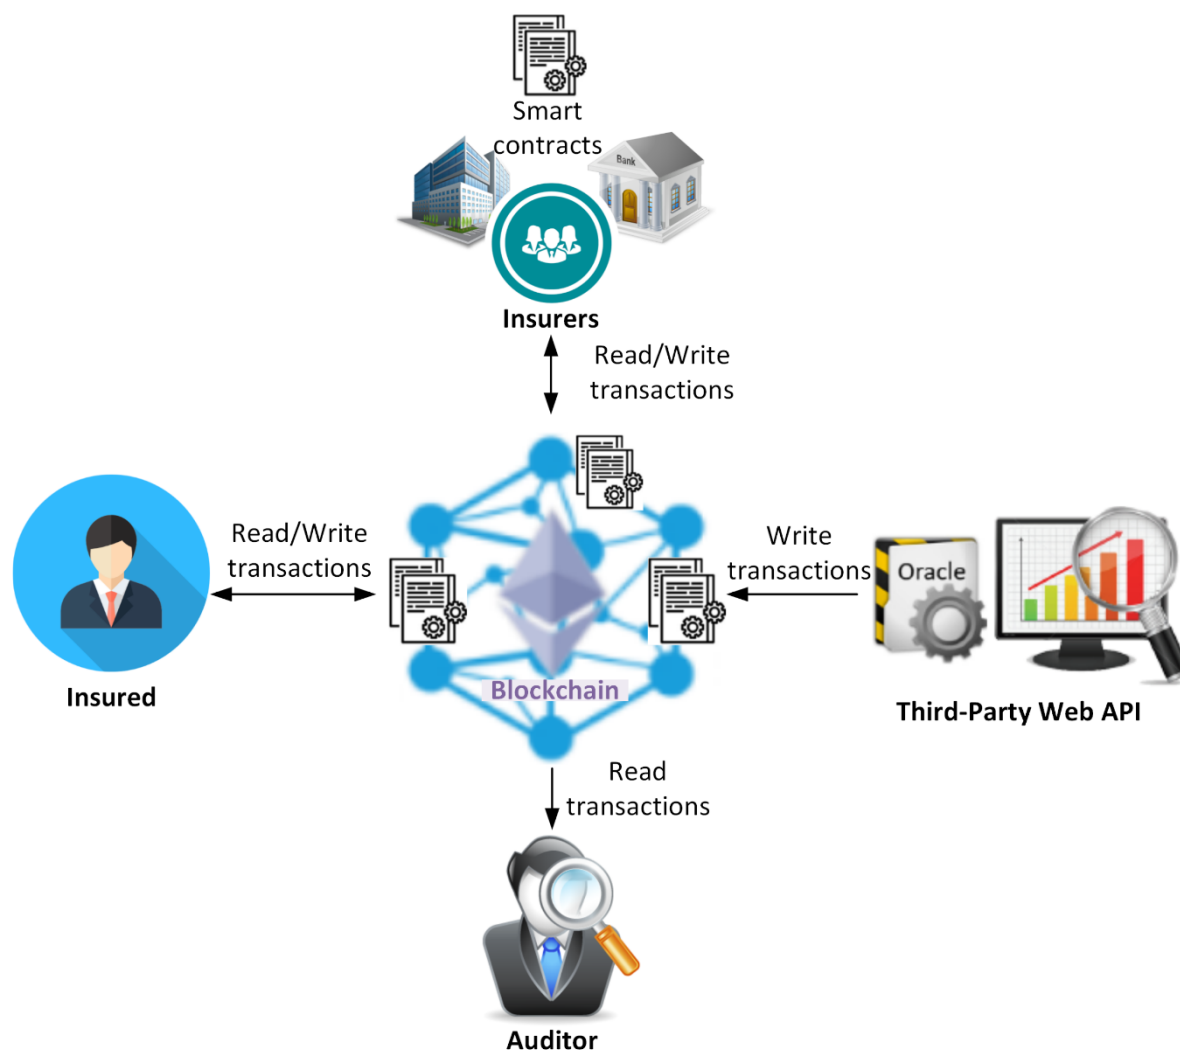 Smart
contracts
Bank
Insurers
Read/Write
transactions
Read/Write
transactions
Write
transactions
Oracle
Blockchain
Insured
Third-Party Web API
Read
transactions
Auditor